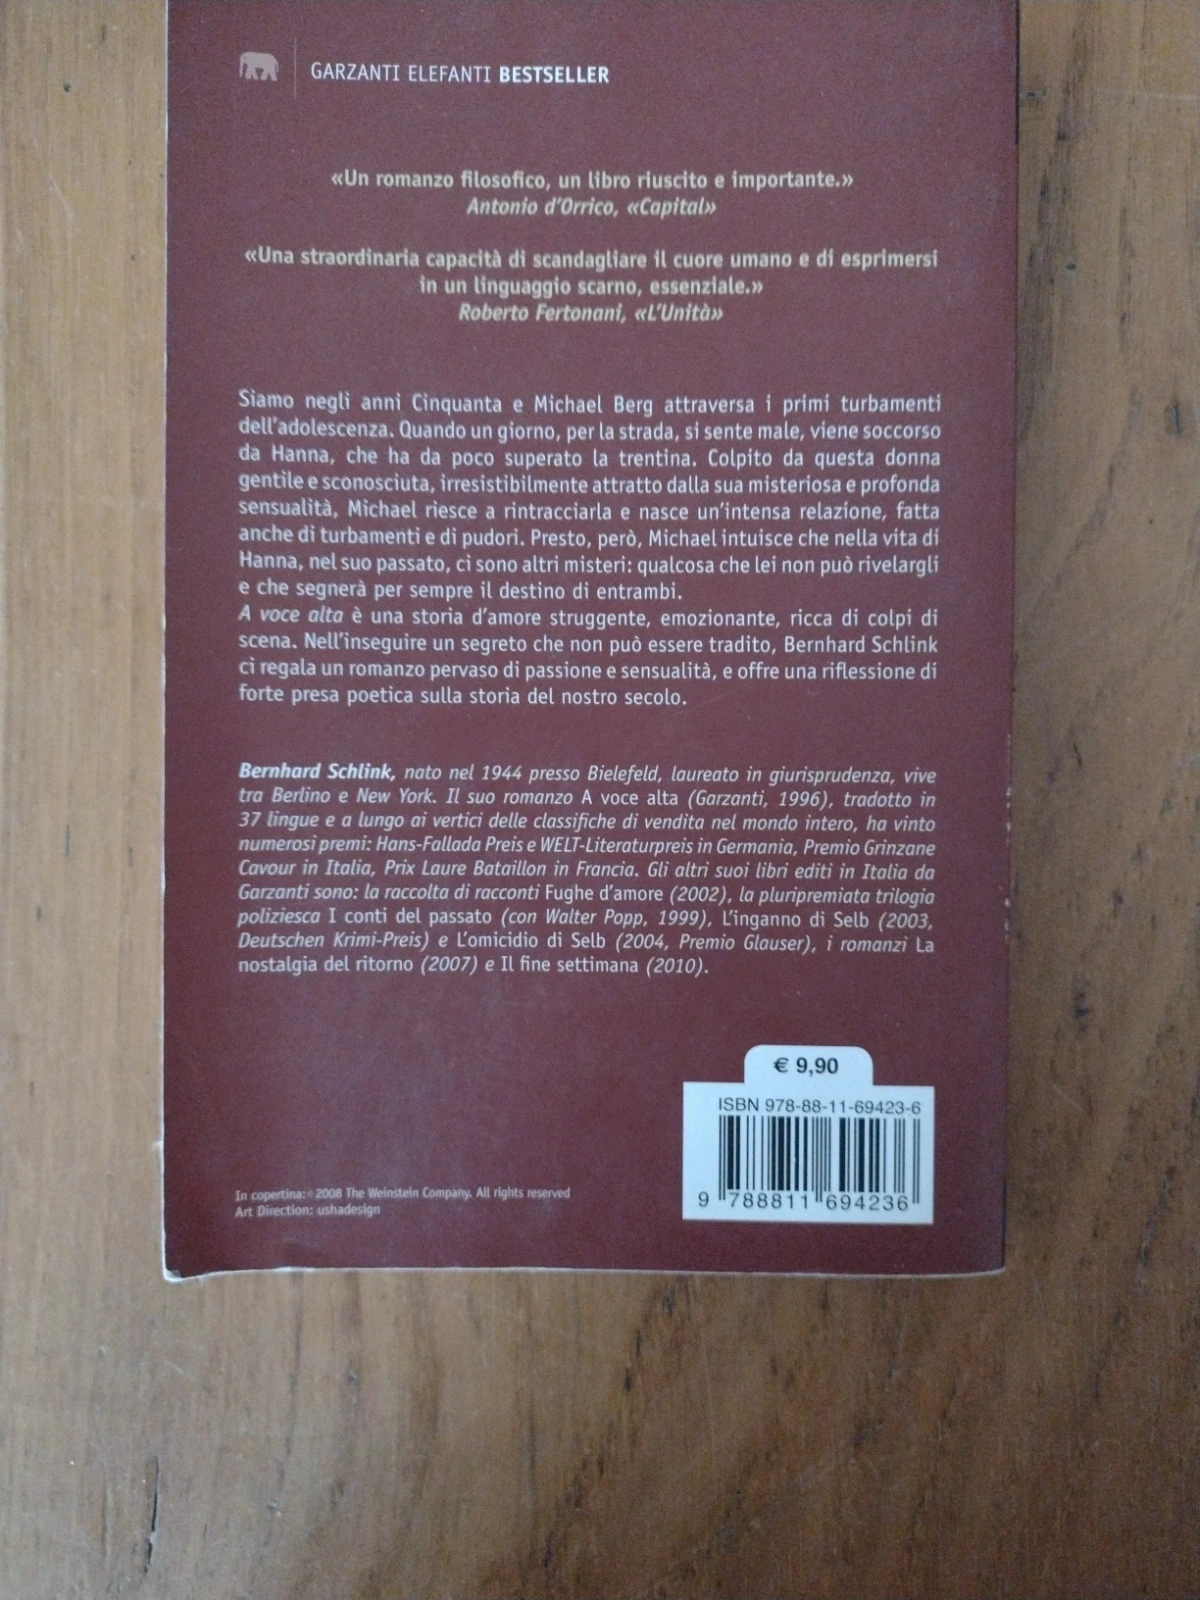 GARZANTI ELEFANTI BESTSELLER
«Un romanzo filosofico, un libro riuscito e importante.»
Antonio d'Orrico, «Capital»
«Una straordinaria capacità di scandagliare il cuore umano e di esprimersi
in un linguaggio scarno, essenziale.»
Roberto Fertonani, «L'Unità»
Siamo negli anni Cinquanta e Michael Berg attraversa i primi turbamenti
dell'adolescenza. Quando un giorno, per la strada, si sente male, viene soccorso
da Hanna, che ha da poco superato la trentina. Colpito da questa donna
gentile e sconosciuta, irresistibilmente attratto dalla sua misteriosa e profonda
sensualità, Michael riesce a rintracciarla e nasce un'intensa relazione, fatta
anche di turbamenti e di pudori. Presto, però, Michael intuisce che nella vita di
Hanna, nel suo passato, ci sono altri misteri: qualcosa che lei non può rivelargli
e che segnerà per sempre il destino di entrambi.
A voce alta è una storia d'amore struggente, emozionante, ricca di colpi di
scena. Nell'inseguire un segreto che non può essere tradito, Bernhard Schlink
ci regala un romanzo pervaso di passione e sensualità, e offre una riflessione di
forte presa poetica sulla storia del nostro secolo.
Bernhard Schlink, nato nel 1944 presso Bielefeld, laureato in giurisprudenza, vive
tra Berlino e New York. Il suo romanzo A voce alta (Garzanti, 1996), tradotto in
37 lingue e a lungo ai vertici delle classifiche di vendita nel mondo intero, ha vinto
numerosi premi: Hans-Fallada Preis e WELT-Literaturpreis in Germania, Premio Grinzane
Cavour in Italia, Prix Laure Bataillon in Francia. Gli altri suoi libri editi in Italia da
Garzanti sono: la raccolta di racconti Fughe d'amore (2002), la pluripremiata trilogia
poliziesca I conti del passato (con Walter Popp, 1999), L'inganno di Selb (2003,
Deutschen Krimi-Preis) e L'omicidio di Selb (2004, Premio Glauser), i romanzi La
nostalgia del ritorno (2007) e Il fine settimana (2010).
€ 9,90
ISBN 978-88-11-69423-6
9 788811 694236
In copertina: © 2008 The Weinstein Company. All rights reserved
Art Direction: ushadesign